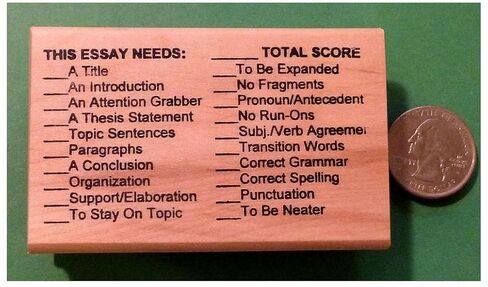 THIS ESSAY NEEDS:
___A Title
___An Introduction
___An Attention Grabber
___A Thesis Statement
___Topic Sentences
___Paragraphs
___A Conclusion
___Organization
___Support/Elaboration
___To Stay On Topic
_____TOTAL SCORE
___To Be Expanded
___No Fragments
___Pronoun/Antecedent
___No Run-Ons
___Subj./Verb Agreeme
___Transition Words
___Correct Grammar
___Correct Spelling
___Punctuation
___To Be Neater